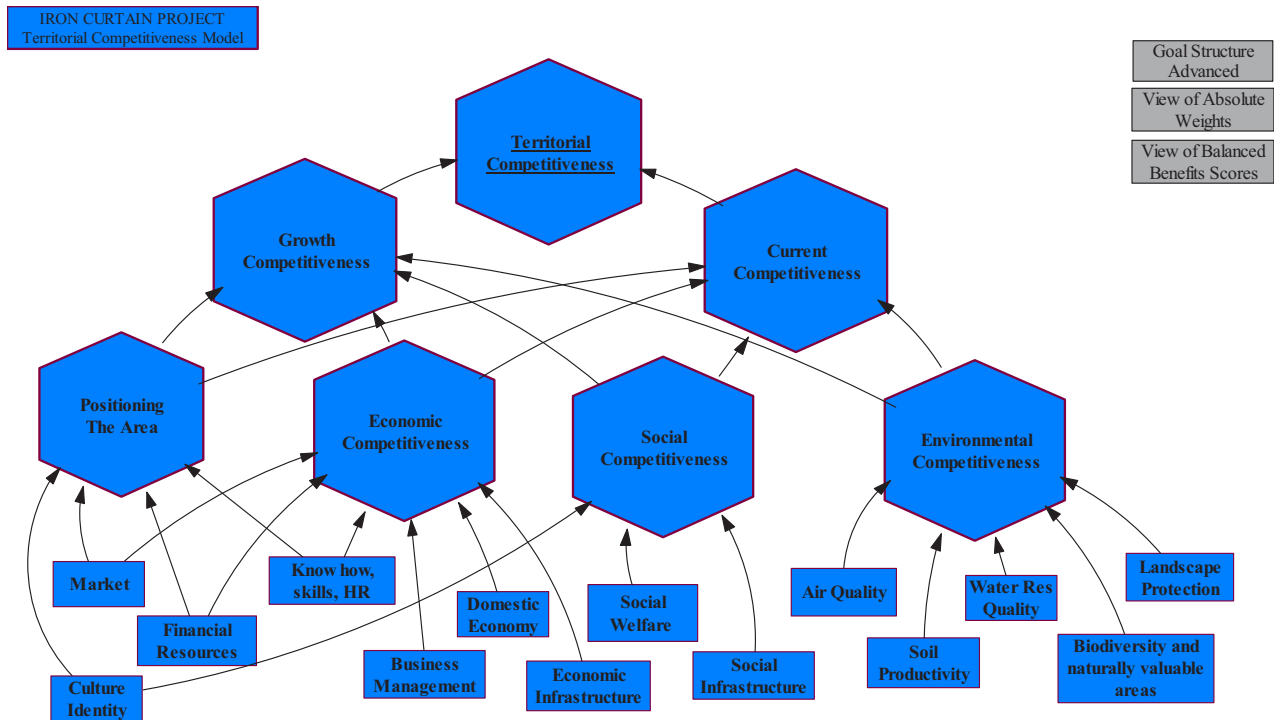 IRON CURTAIN PROJECT
Territorial Competitiveness Model
Goal Structure
Advanced
View of Absolute
Weights
View of Balanced
Benefits Scores
Territorial
Competitiveness
Growth
Competitiveness
Current
Competitiveness
Positioning
The Area
Economic
Competitiveness
Social
Competitiveness
Environmental
Competitiveness
Market
Know how,
skills, HR
Financial
Resources
Culture
Identity
Business
Management
Domestic
Economy
Economic
Infrastructure
Social
Welfare
Social
Infrastructure
Air Quality
Soil
Productivity
Water Res
Quality
Biodiversity and
naturally valuable
areas
Landscape
Protection